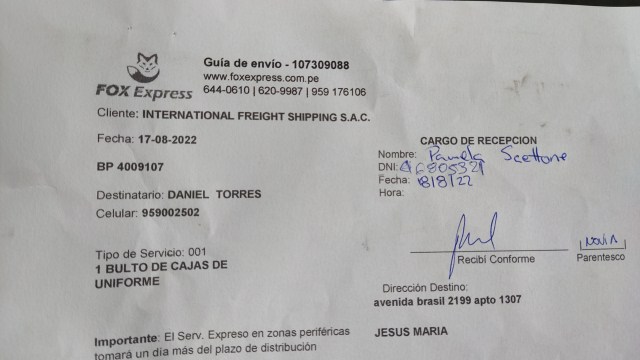 FOX Express
Guía de envío - 107309088
www.foxexpress.com.pe
644-0610 | 620-9987 | 959 176106
Cliente: INTERNATIONAL FREIGHT SHIPPING S.A.C.
Fecha: 17-08-2022
BP 4009107
Destinatario: DANIEL TORRES
Celular: 959002502
Tipo de Servicio: 001
1 BULTO DE CAJAS DE
UNIFORME
Importante: El Serv. Expreso en zonas periféricas
tomará un día más del plazo de distribución
CARGO DE RECEPCION
Nombre: Pamela Scettone
DNI: 46805321
Fecha: 18/8/22
Hora:
Recibí Conforme
NOVIA
Parentesco
Dirección Destino:
avenida brasil 2199 apto 1307
JESUS MARIA